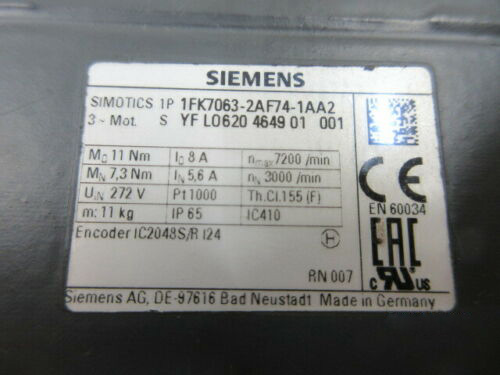 SIEMENS
SIMOTICS 1P 1FK7063-2AF74-1AA2
3~ Mot. S YF L0620 4649 01 001
M0 11 Nm I0 8 A nmax 7200 /min
MN 7,3 Nm IN 5,6 A nN 3000 /min
UIN 272 V Pt1000 Th.Cl.155 (F)
m: 11 kg IP 65 IC410
Encoder IC2048S/R I24 H
RN 007
CE
EN 60034
EAC
c RU us
Siemens AG, DE-97616 Bad Neustadt Made in Germany